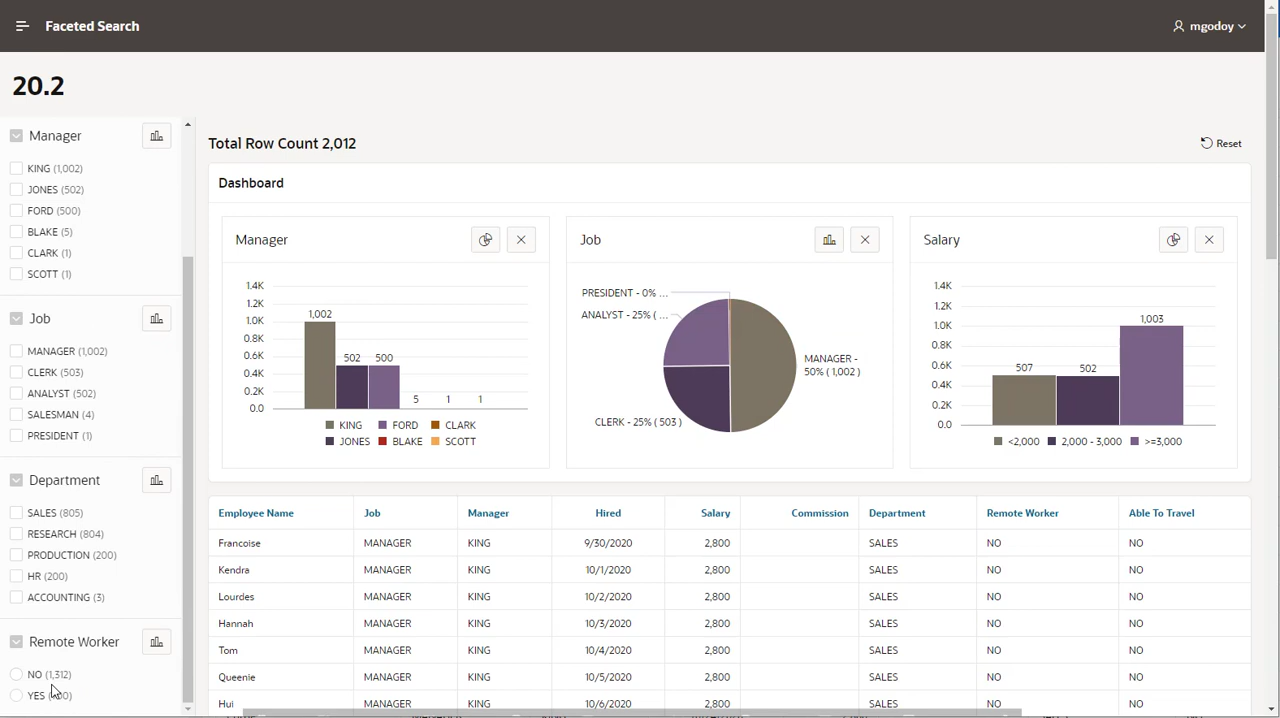 Faceted Search
mgodoy
20.2
Manager
KING (1,002)
JONES (502)
FORD (500)
BLAKE (5)
CLARK (1)
SCOTT (1)
Job
MANAGER (1,002)
CLERK (503)
ANALYST (502)
SALESMAN (4)
PRESIDENT (1)
Department
SALES (805)
RESEARCH (804)
PRODUCTION (200)
HR (200)
ACCOUNTING (3)
Remote Worker
NO (1,312)
YES
Total Row Count 2,012
Reset
Dashboard
Manager
1.4K
1.2K
1.0K
0.8K
0.6K
0.4K
0.2K
0.0
1,002
502
500
5
1
1
KING FORD CLARK
JONES BLAKE SCOTT
Job
PRESIDENT - 0% ...
ANALYST - 25% ( ...
MANAGER -
50% ( 1,002 )
CLERK - 25% ( 503 )
Salary
1.4K
1.2K
1.0K
0.8K
0.6K
0.4K
0.2K
0.0
507
502
1,003
<2,000 2,000 - 3,000 >=3,000
Employee Name Job Manager Hired Salary Commission Department Remote Worker Able To Travel
Francoise MANAGER KING 9/30/2020 2,800 SALES NO NO
Kendra MANAGER KING 10/1/2020 2,800 SALES NO NO
Lourdes MANAGER KING 10/2/2020 2,800 SALES NO NO
Hannah MANAGER KING 10/3/2020 2,800 SALES NO NO
Tom MANAGER KING 10/4/2020 2,800 SALES NO NO
Queenie MANAGER KING 10/5/2020 2,800 SALES NO NO
Hui MANAGER KING 10/6/2020 2,800 SALES NO NO